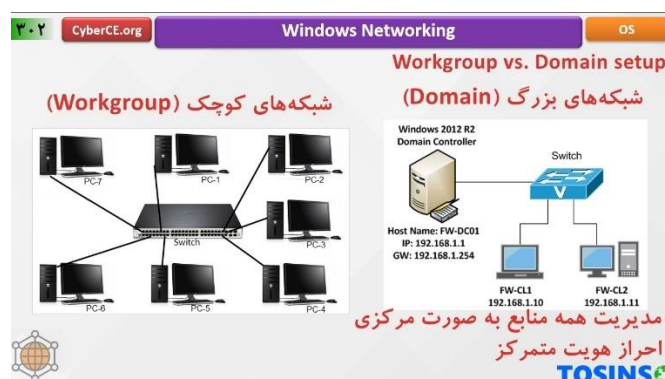 ۳۰۲
CyberCE.org
Windows Networking
OS
Workgroup vs. Domain setup
شبکه‌های کوچک (Workgroup)
شبکه‌های بزرگ (Domain)
PC-7
PC-1
PC-2
PC-3
Switch
PC-6
PC-5
PC-4
Windows 2012 R2
Domain Controller
Switch
Host Name: FW-DC01
IP: 192.168.1.1
GW: 192.168.1.254
FW-CL1
192.168.1.10
FW-CL2
192.168.1.11
مدیریت همه منابع به صورت مرکزی
احراز هویت متمرکز
TOSINSO